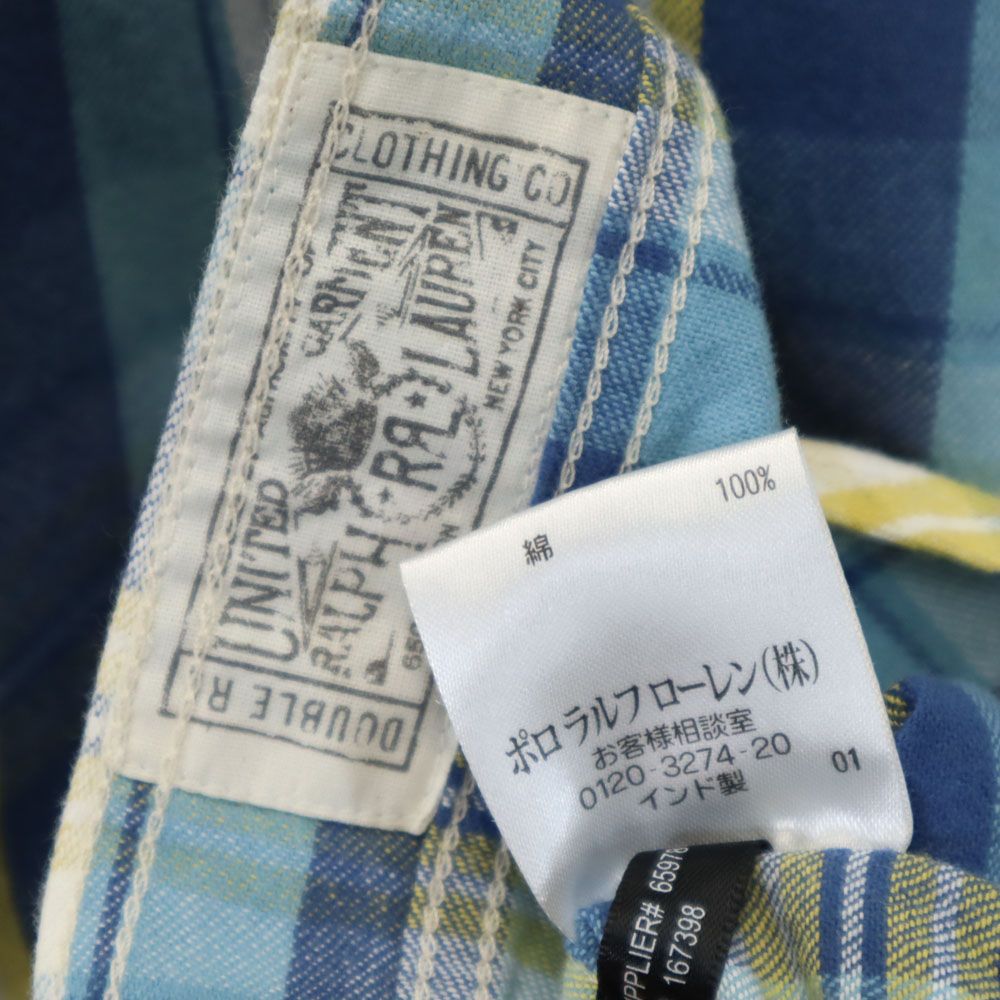 CLOTHING CO
UNITED GARMENT
RALPH RRL LAUREN
NEW YORK CITY
DOUBLE
綿 100%
ポロ ラルフ ローレン(株)
お客様相談室
0120-3274-20
インド製
01
167398